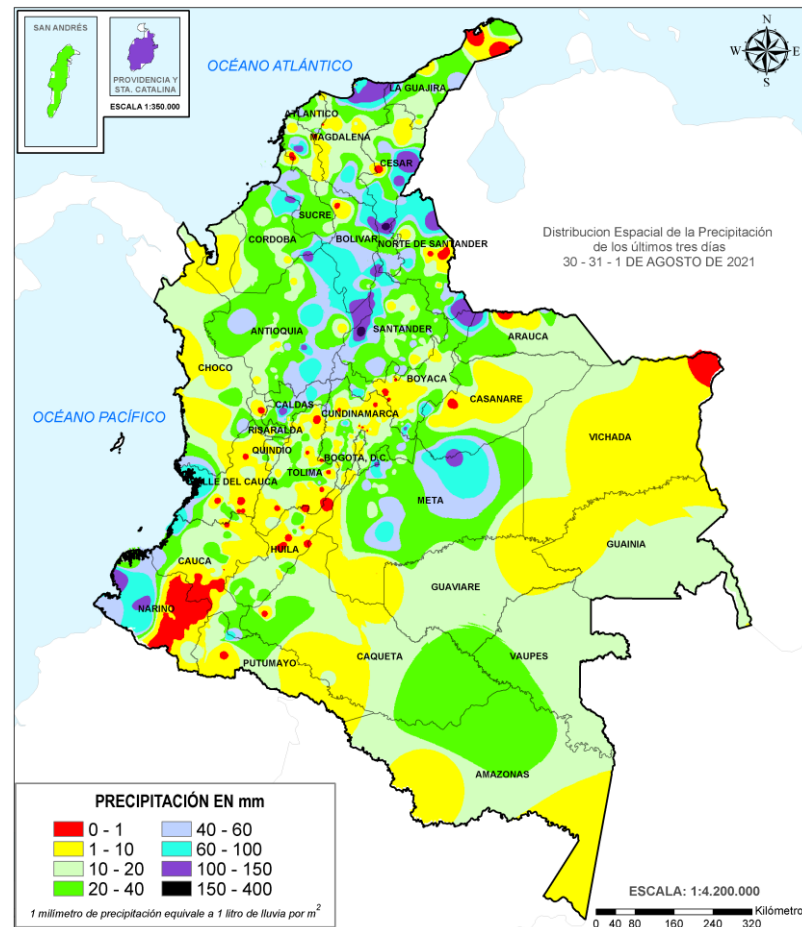 SAN ANDRÉS
PROVIDENCIA Y
STA. CATALINA
ESCALA 1:350.000
OCÉANO ATLÁNTICO
N
W
E
S
LA GUAJIRA
ATLANTICO
MAGDALENA
CESAR
SUCRE
CORDOBA
BOLIVAR
NORTE DE SANTANDER
Distribucion Espacial de la Precipitación
de los últimos tres días
30 - 31 - 1 DE AGOSTO DE 2021
ANTIOQUIA
SANTANDER
ARAUCA
CHOCO
BOYACA
CASANARE
OCÉANO PACÍFICO
CALDAS
CUNDINAMARCA
RISARALDA
VICHADA
QUINDIO
BOGOTA, D.C.
TOLIMA
VALLE DEL CAUCA
META
GUAINIA
HUILA
CAUCA
GUAVIARE
NARIÑO
CAQUETA
VAUPES
PUTUMAYO
AMAZONAS
PRECIPITACIÓN EN mm
0 - 1
1 - 10
10 - 20
20 - 40
40 - 60
60 - 100
100 - 150
150 - 400
1 milímetro de precipitación equivale a 1 litro de lluvia por m²
ESCALA: 1:4.200.000
Kilómetro
0 40 80 160 240 320